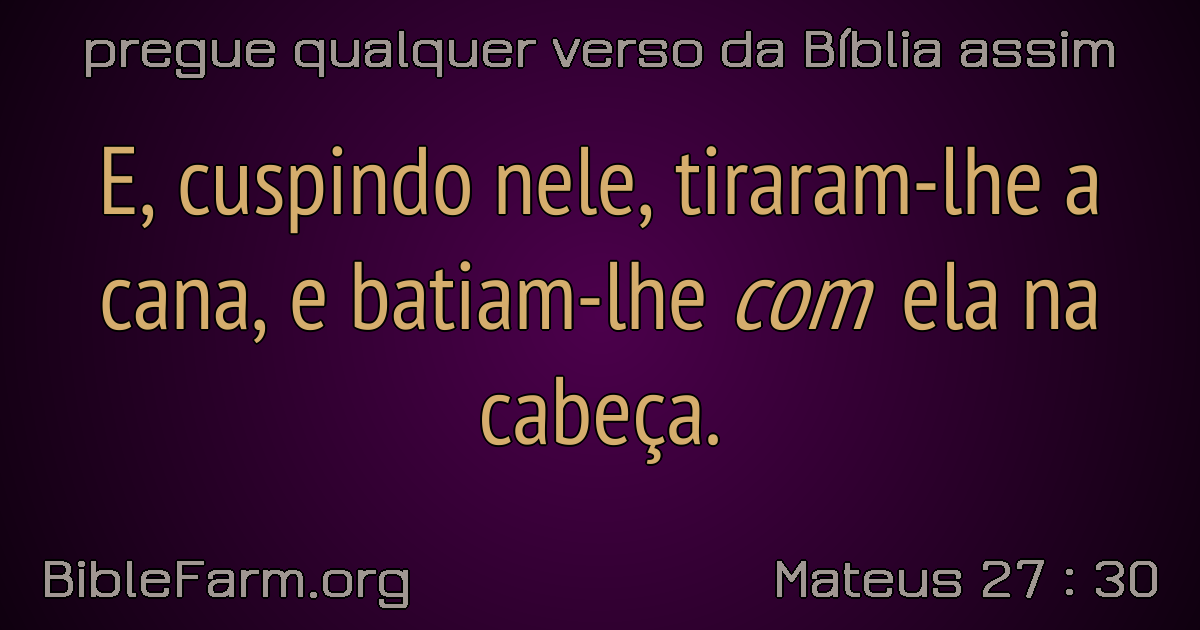 pregue qualquer verso da Bíblia assim
E, cuspindo nele, tiraram-lhe a
cana, e batiam-lhe com ela na
cabeça.
BibleFarm.org
Mateus 27 : 30